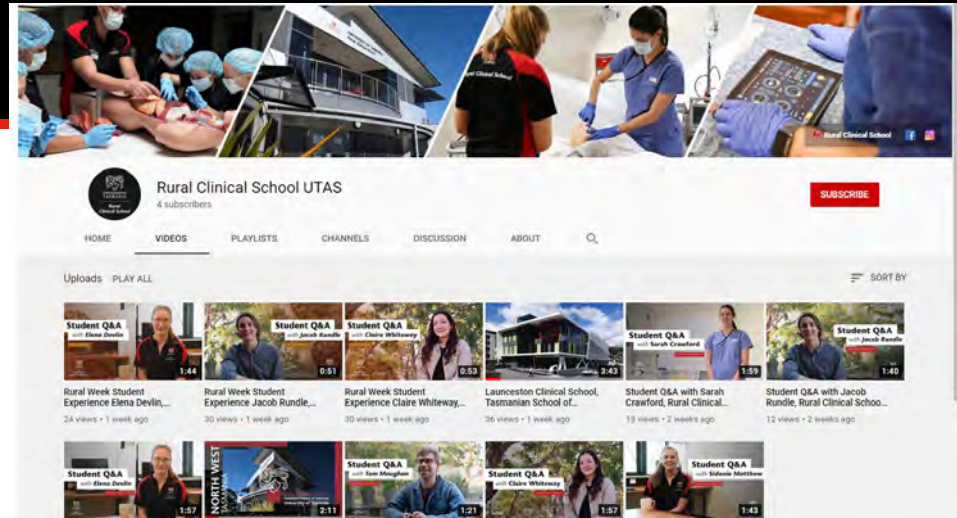 Rural Clinical School
Rural Clinical School UTAS
4 subscribers
SUBSCRIBE
HOME VIDEOS PLAYLISTS CHANNELS DISCUSSION ABOUT
Uploads PLAY ALL SORT BY
Student Q&A
with Elena Devlin
1:44
Student Q&A
with Jacob Rundle
0:51
Student Q&A
with Claire Whiteway
0:53
3:43
Student Q&A
with Sarah Crawford
1:59
Student Q&A
with Jacob Rundle
1:40
Rural Week Student
Experience Elena Devlin,...
24 views • 1 week ago
Rural Week Student
Experience Jacob Rundle,...
30 views • 1 week ago
Rural Week Student
Experience Claire Whiteway,...
30 views • 1 week ago
Launceston Clinical School,
Tasmanian School of...
36 views • 1 week ago
Student Q&A with Sarah
Crawford, Rural Clinical...
13 views • 2 weeks ago
Student Q&A with Jacob
Rundle, Rural Clinical Schoo...
12 views • 2 weeks ago
Student Q&A
with Elena Devlin
1:57
NORTH WEST
TASMANIA
2:11
Student Q&A
with Tom Maughan
1:21
Student Q&A
with Claire Whiteway
1:57
Student Q&A
with Sidonie Matthew
1:43